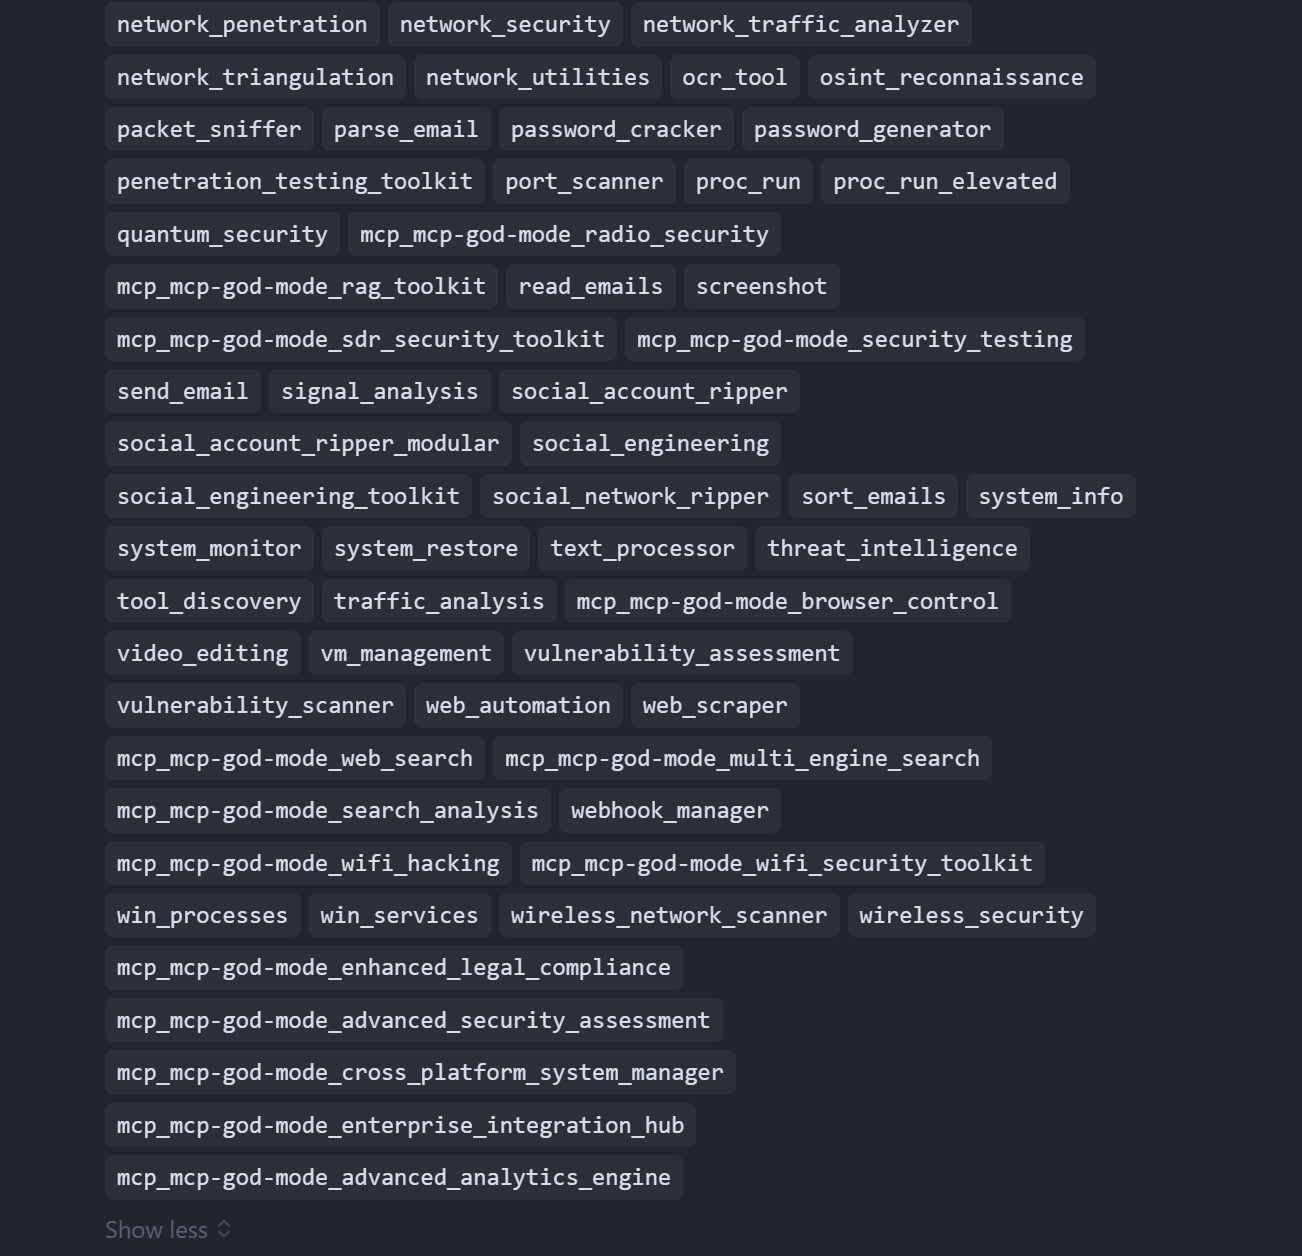 network_penetration network_security network_traffic_analyzer
network_triangulation network_utilities ocr_tool osint_reconnaissance
packet_sniffer parse_email password_cracker password_generator
penetration_testing_toolkit port_scanner proc_run proc_run_elevated
quantum_security mcp_mcp-god-mode_radio_security
mcp_mcp-god-mode_rag_toolkit read_emails screenshot
mcp_mcp-god-mode_sdr_security_toolkit mcp_mcp-god-mode_security_testing
send_email signal_analysis social_account_ripper
social_account_ripper_modular social_engineering
social_engineering_toolkit social_network_ripper sort_emails system_info
system_monitor system_restore text_processor threat_intelligence
tool_discovery traffic_analysis mcp_mcp-god-mode_browser_control
video_editing vm_management vulnerability_assessment
vulnerability_scanner web_automation web_scraper
mcp_mcp-god-mode_web_search mcp_mcp-god-mode_multi_engine_search
mcp_mcp-god-mode_search_analysis webhook_manager
mcp_mcp-god-mode_wifi_hacking mcp_mcp-god-mode_wifi_security_toolkit
win_processes win_services wireless_network_scanner wireless_security
mcp_mcp-god-mode_enhanced_legal_compliance
mcp_mcp-god-mode_advanced_security_assessment
mcp_mcp-god-mode_cross_platform_system_manager
mcp_mcp-god-mode_enterprise_integration_hub
mcp_mcp-god-mode_advanced_analytics_engine
Show less